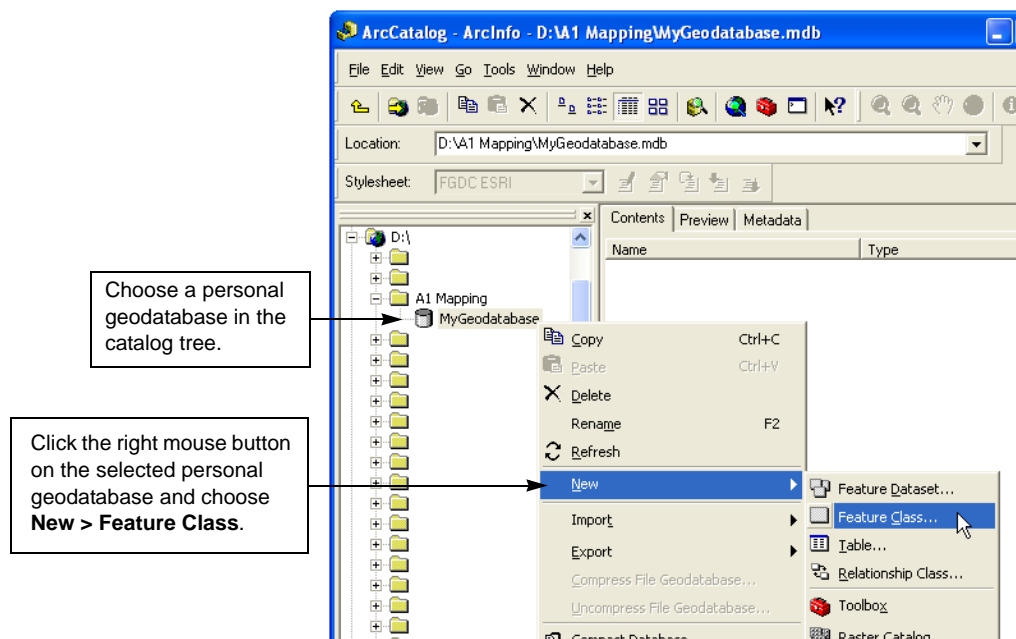 ArcCatalog - ArcInfo - D:\A1 Mapping\MyGeodatabase.mdb
File Edit View Go Tools Window Help
Location: D:\A1 Mapping\MyGeodatabase.mdb
Stylesheet: FGDC ESRI
Contents Preview Metadata
Name Type
D:\
A1 Mapping
MyGeodatabase
Choose a personal
geodatabase in the
catalog tree.
Click the right mouse button
on the selected personal
geodatabase and choose
New > Feature Class.
Copy Ctrl+C
Paste Ctrl+V
Delete
Rename F2
Refresh
New
Import
Export
Compress File Geodatabase...
Uncompress File Geodatabase...
Compact Database
Feature Dataset...
Feature Class...
Table...
Relationship Class...
Toolbox
Raster Catalog